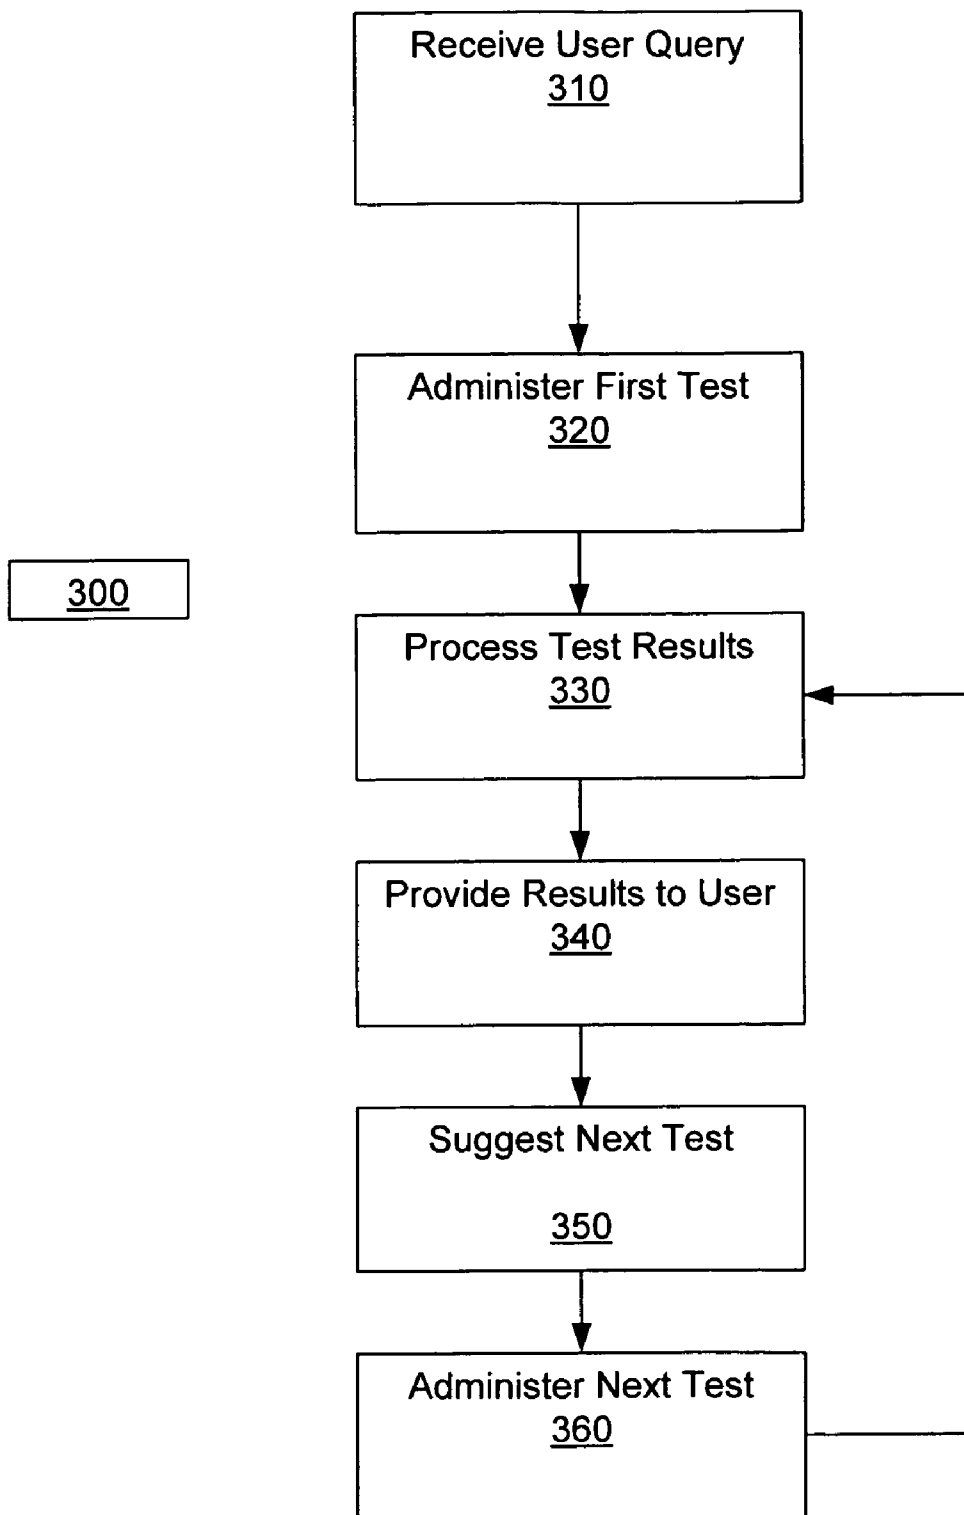 Receive User Query
310
Administer First Test
320
300
Process Test Results
330
Provide Results to User
340
Suggest Next Test
350
Administer Next Test
360